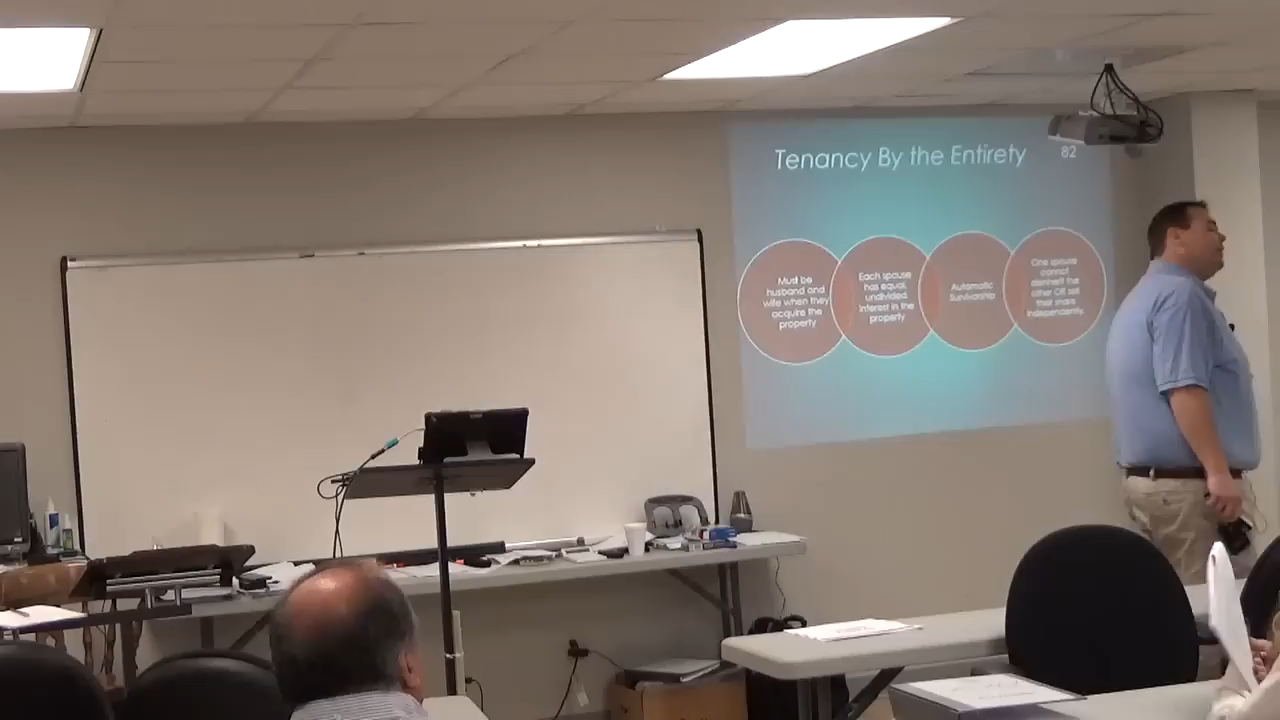 Tenancy By the Entirety
82
Must be
husband and
wife when they
acquire the
property
Each spouse
has equal,
undivided
interest in the
property
Automatic
Survivorship
One spouse
cannot
disinherit the
other OR sell
their share
independently.